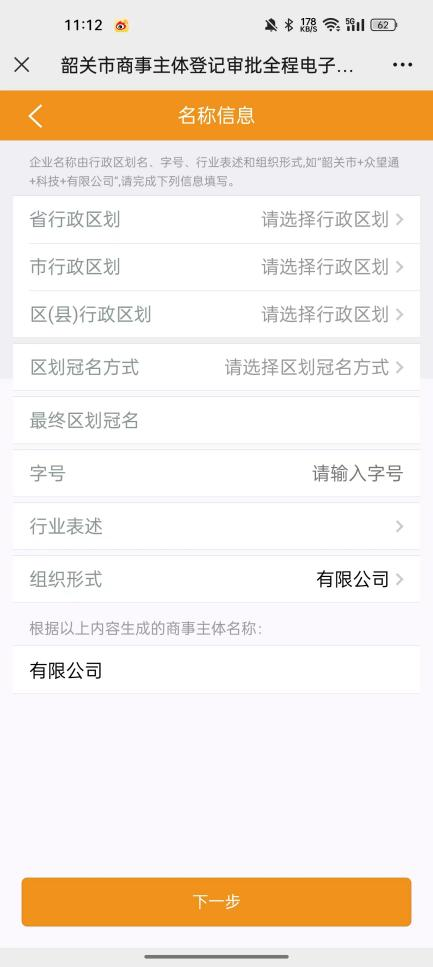 11:12
178
KB/S
5G
62
韶关市商事主体登记审批全程电子...
名称信息
企业名称由行政区划名、字号、行业表述和组织形式,如“韶关市+众望通
+科技+有限公司”,请完成下列信息填写。
省行政区划 请选择行政区划
市行政区划 请选择行政区划
区(县)行政区划 请选择行政区划
区划冠名方式 请选择区划冠名方式
最终区划冠名
字号 请输入字号
行业表述
组织形式 有限公司
根据以上内容生成的商事主体名称:
有限公司
下一步